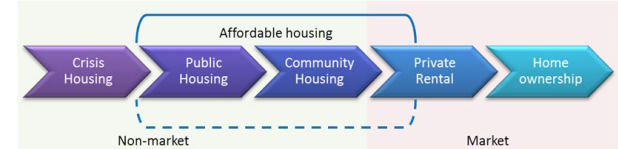 Affordable housing
Crisis
Housing
Public
Housing
Community
Housing
Private
Rental
Home
ownership
Non-market
Market